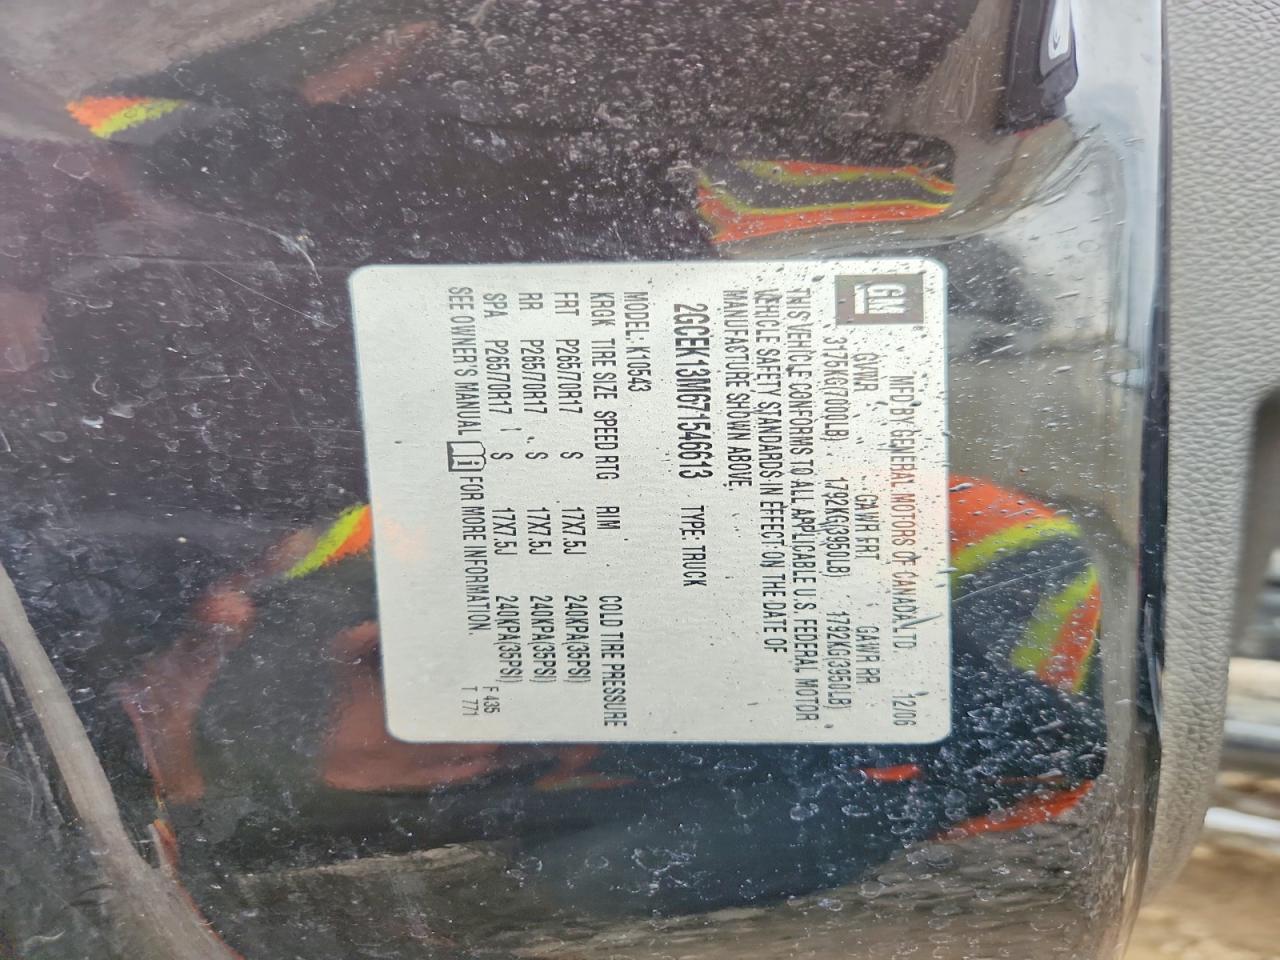 GM
MFD BY GENERAL MOTORS OF CANADA LTD 12/06
GVWR GAWR FRT GAWR RR
3175KG(7000LB) 1792KG(3950LB) 1792KG(3950LB)
THIS VEHICLE CONFORMS TO ALL APPLICABLE U.S. FEDERAL MOTOR
VEHICLE SAFETY STANDARDS IN EFFECT ON THE DATE OF
MANUFACTURE SHOWN ABOVE.
2GCEK13M671546613 TYPE: TRUCK
MODEL: K10543
KRGK TIRE SIZE SPEED RTG RIM COLD TIRE PRESSURE
FRT P265/70R17 S 17X7.5J 240KPA(35PSI)
RR P265/70R17 S 17X7.5J 240KPA(35PSI)
SPA P265/70R17 S 17X7.5J 240KPA(35PSI)
SEE OWNER'S MANUAL FOR MORE INFORMATION.
F 435
T 7771